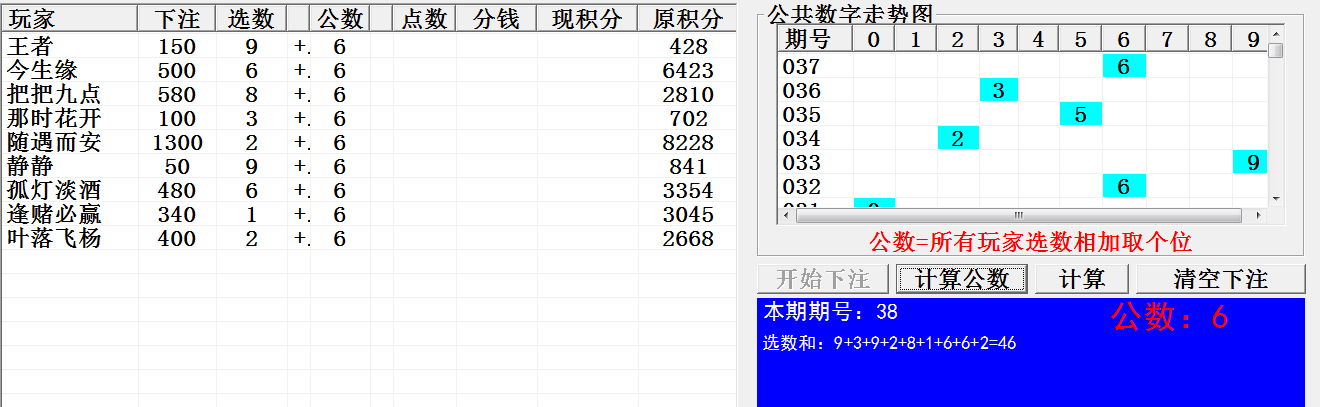 玩家 下注 选数 公数 点数 分钱 现积分 原积分
王者 150 9 +. 6 428
今生缘 500 6 +. 6 6423
把把九点 580 8 +. 6 2810
那时花开 100 3 +. 6 702
随遇而安 1300 2 +. 6 8228
静静 50 9 +. 6 841
孤灯淡酒 480 6 +. 6 3354
逢赌必赢 340 1 +. 6 3045
叶落飞杨 400 2 +. 6 2668
公共数字走势图
期号 0 1 2 3 4 5 6 7 8 9
037 6
036 3
035 5
034 2
033 9
032 6
公数=所有玩家选数相加取个位
开始下注 计算公数 计算 清空下注
本期期号：38 公数：6
选数和：9+3+9+2+8+1+6+6+2=46